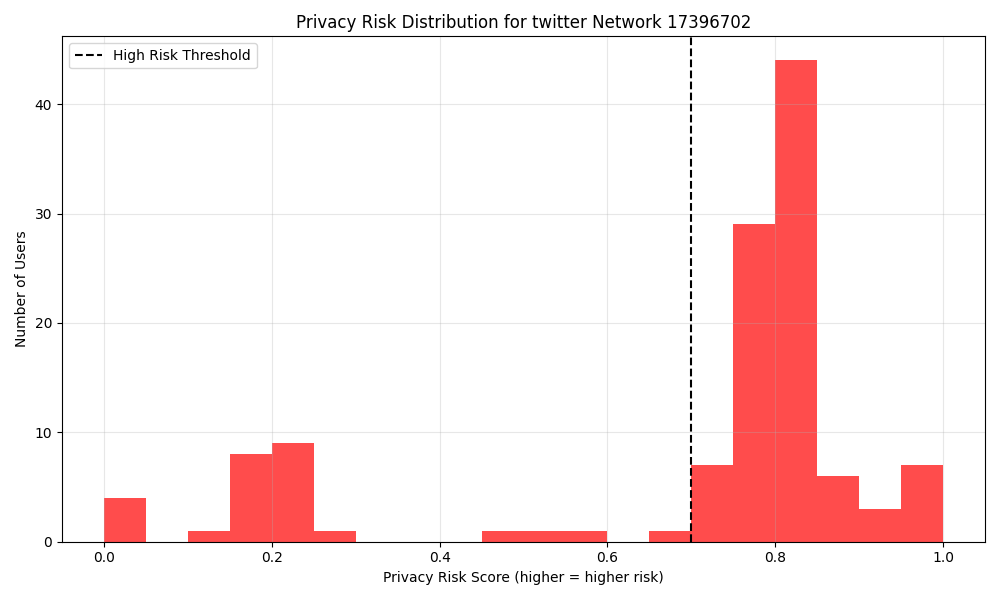 Privacy Risk Distribution for twitter Network 17396702
High Risk Threshold
Number of Users
40
30
20
10
0
0.0 0.2 0.4 0.6 0.8 1.0
Privacy Risk Score (higher = higher risk)